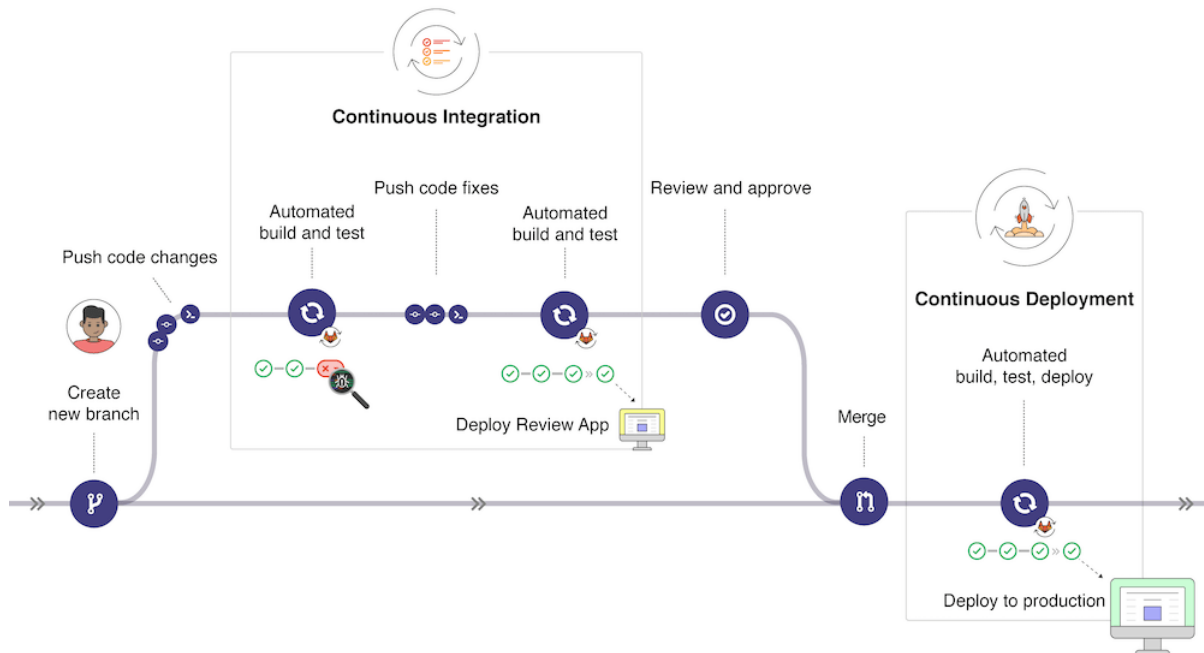 Continuous Integration
Push code fixes
Review and approve
Automated
build and test
Automated
build and test
Push code changes
Continuous Deployment
Automated
build, test, deploy
Create
new branch
Deploy Review App
Merge
Deploy to production